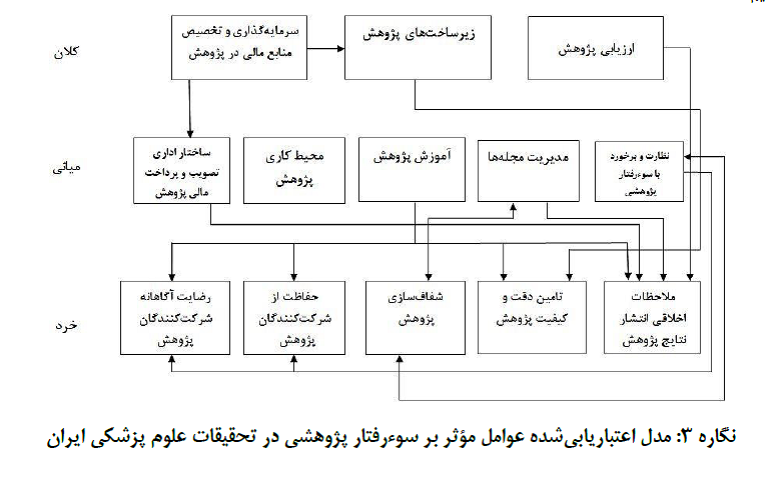 کلان
سرمایه‌گذاری و تخصیص
منابع مالی در پژوهش
زیرساخت‌های پژوهش
ارزیابی پژوهش
میانی
ساختار اداری
تصویب و پرداخت
مالی پژوهش
محیط کاری
پژوهش
آموزش پژوهش
مدیریت مجله‌ها
نظارت و برخورد
با سوءرفتار
پژوهشی
خرد
رضایت آگاهانه
شرکت‌کنندگان
پژوهش
حفاظت از
شرکت‌کنندگان
پژوهش
شفاف‌سازی
پژوهش
تامین دقت و
کیفیت پژوهش
ملاحظات
اخلاقی انتشار
نتایج پژوهش
نگاره ۳: مدل اعتباریابی‌شده عوامل مؤثر بر سوءرفتار پژوهشی در تحقیقات علوم پزشکی ایران